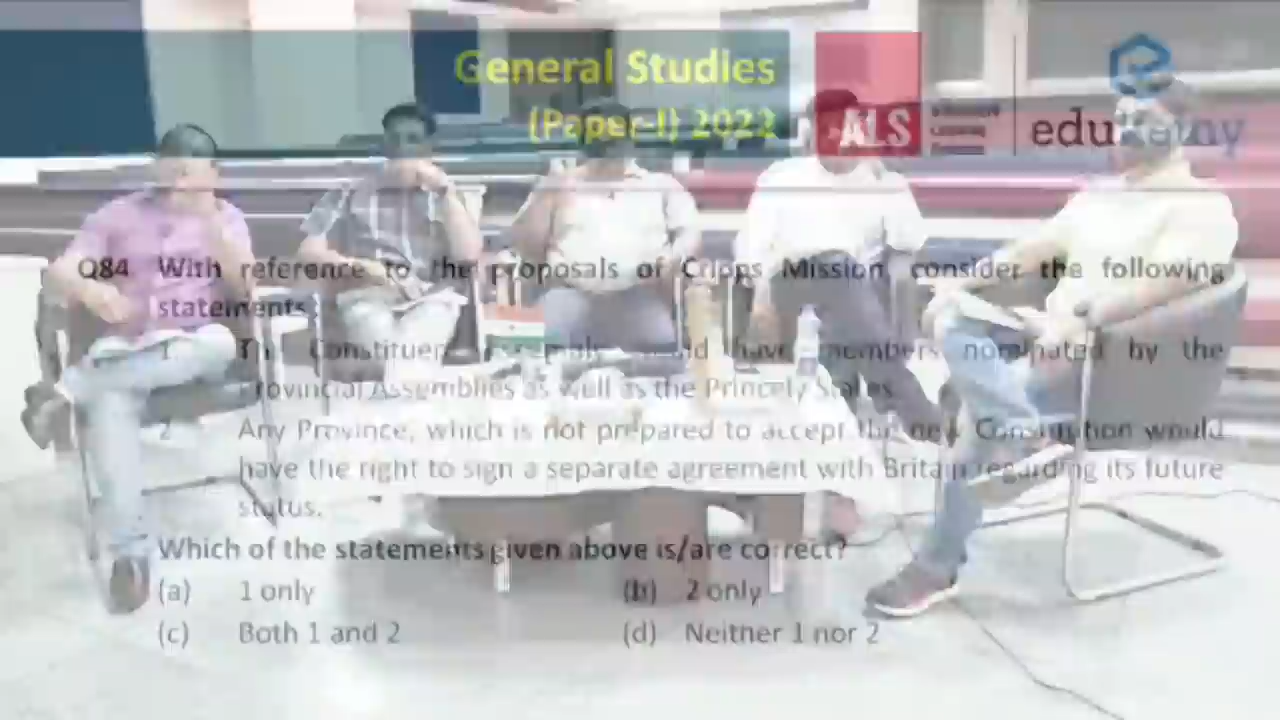 General Studies
(Paper-I) 2022
ALS
Q84 With reference to the proposals of Cripps Mission, consider the following
statements:
1. The Constituent Assembly would have members nominated by the
Provincial Assemblies as well as the Princely States.
2. Any Province, which is not prepared to accept the new Constitution would
have the right to sign a separate agreement with Britain regarding its future
status.
Which of the statements given above is/are correct?
(a) 1 only (b) 2 only
(c) Both 1 and 2 (d) Neither 1 nor 2